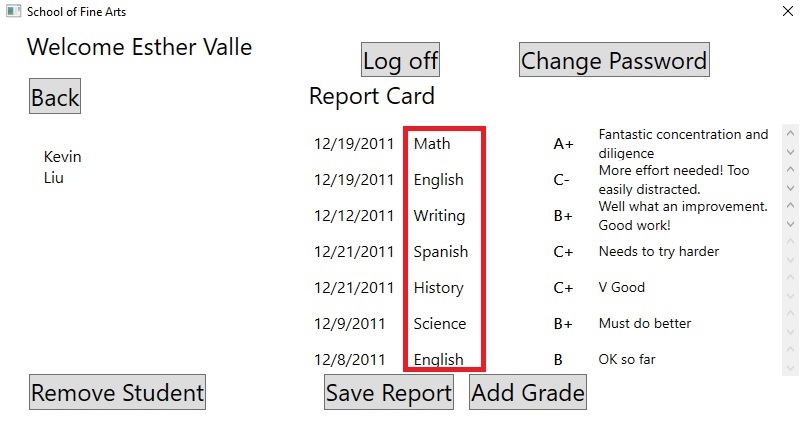 School of Fine Arts
Welcome Esther Valle
Log off
Change Password
Back
Report Card
Kevin
Liu
12/19/2011 Math A+ Fantastic concentration and
diligence
12/19/2011 English C- More effort needed! Too
easily distracted.
12/12/2011 Writing B+ Well what an improvement.
Good work!
12/21/2011 Spanish C+ Needs to try harder
12/21/2011 History C+ V Good
12/9/2011 Science B+ Must do better
12/8/2011 English B OK so far
Remove Student
Save Report
Add Grade